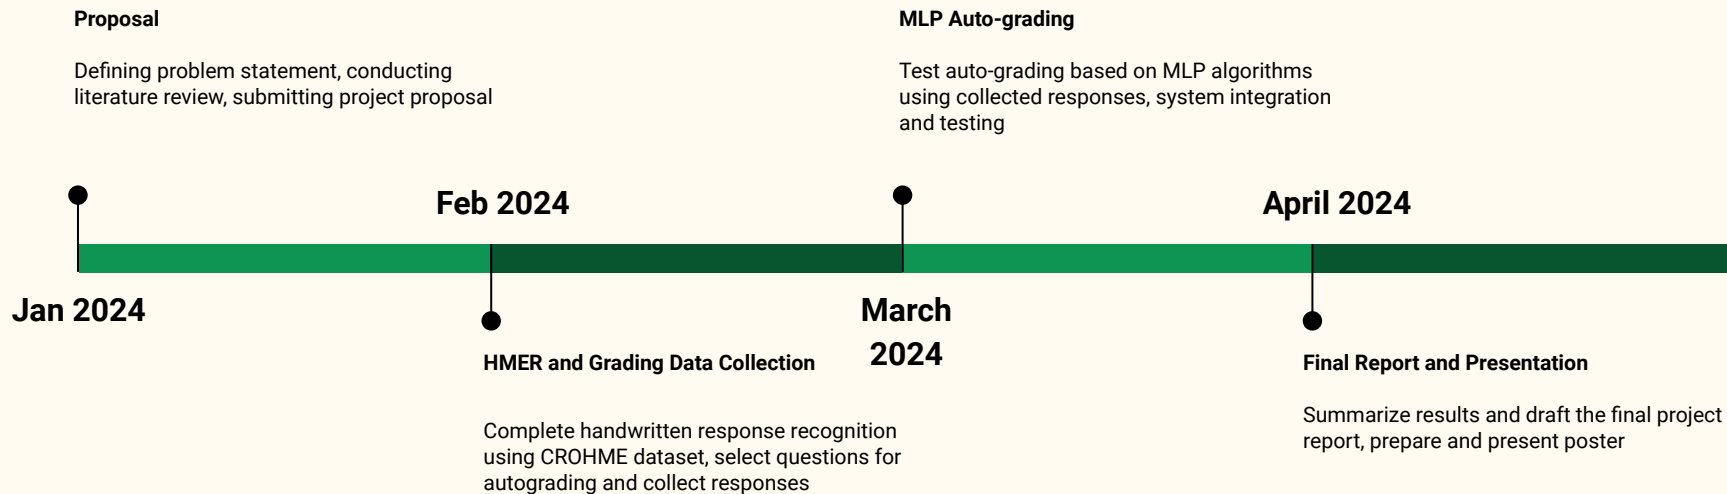 Proposal
Defining problem statement, conducting
literature review, submitting project proposal
MLP Auto-grading
Test auto-grading based on MLP algorithms
using collected responses, system integration
and testing
Feb 2024
April 2024
Jan 2024
March
2024
HMER and Grading Data Collection
Complete handwritten response recognition
using CROHME dataset, select questions for
autograding and collect responses
Final Report and Presentation
Summarize results and draft the final project
report, prepare and present poster